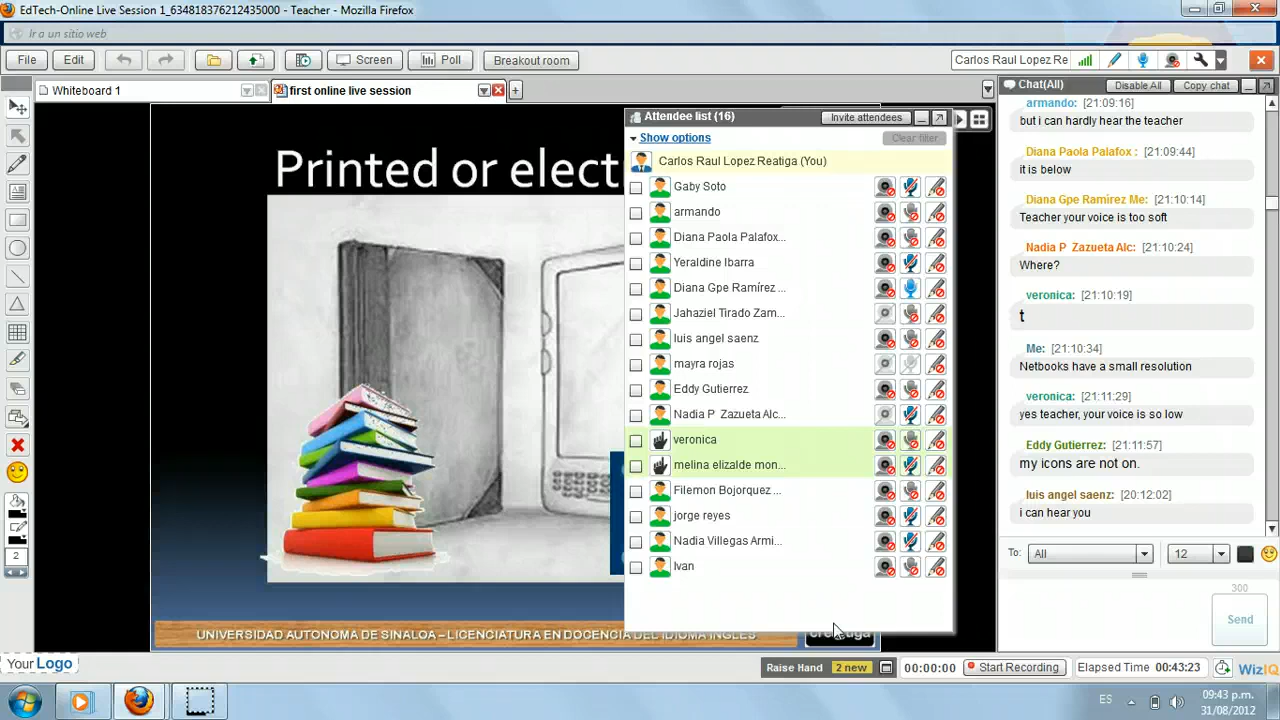 EdTech-Online Live Session 1_634818376212435000 - Teacher - Mozilla Firefox
Ir a un sitio web
File Edit Screen Poll Breakout room Carlos Raul Lopez Re
Whiteboard 1 first online live session
Printed or elect
Attendee list (16) Invite attendees
Show options Clear filter
Carlos Raul Lopez Reatiga (You)
Gaby Soto
armando
Diana Paola Palafox...
Yeraldine Ibarra
Diana Gpe Ramírez ...
Jahaziel Tirado Zam...
luis angel saenz
mayra rojas
Eddy Gutierrez
Nadia P Zazueta Alc...
veronica
melina elizalde mon...
Filemon Bojorquez ...
jorge reyes
Nadia Villegas Armi...
Ivan
UNIVERSIDAD AUTONOMA DE SINALOA – LICENCIATURA EN DOCENCIA DEL IDIOMA INGLES
Chat(All) Disable All Copy chat
armando: [21:09:16]
but i can hardly hear the teacher
Diana Paola Palafox : [21:09:44]
it is below
Diana Gpe Ramírez Me: [21:10:14]
Teacher your voice is too soft
Nadia P Zazueta Alc: [21:10:24]
Where?
veronica: [21:10:19]
t
Me: [21:10:34]
Netbooks have a small resolution
veronica: [21:11:29]
yes teacher, your voice is so low
Eddy Gutierrez: [21:11:57]
my icons are not on.
luis angel saenz: [20:12:02]
i can hear you
To: All 12
300
Send
2
Your Logo
Raise Hand 2 new 00:00:00 Start Recording Elapsed Time 00:43:23 WizIQ
ES
09:43 p.m.
31/08/2012